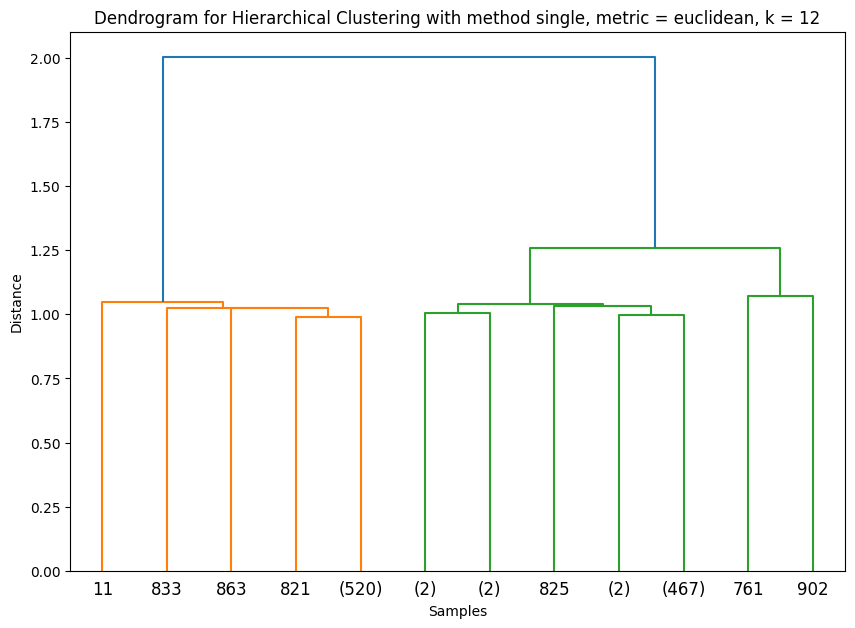 Dendrogram for Hierarchical Clustering with method single, metric = euclidean, k = 12
2.00
1.75
1.50
1.25
1.00
0.75
0.50
0.25
0.00
Distance
11 833 863 821 (520) (2) (2) 825 (2) (467) 761 902
Samples